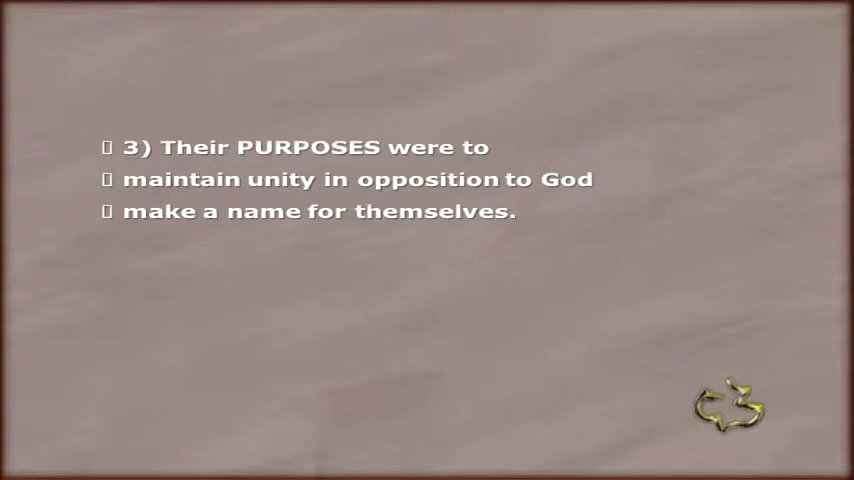 ▯ 3) Their PURPOSES were to
▯ maintain unity in opposition to God
▯ make a name for themselves.